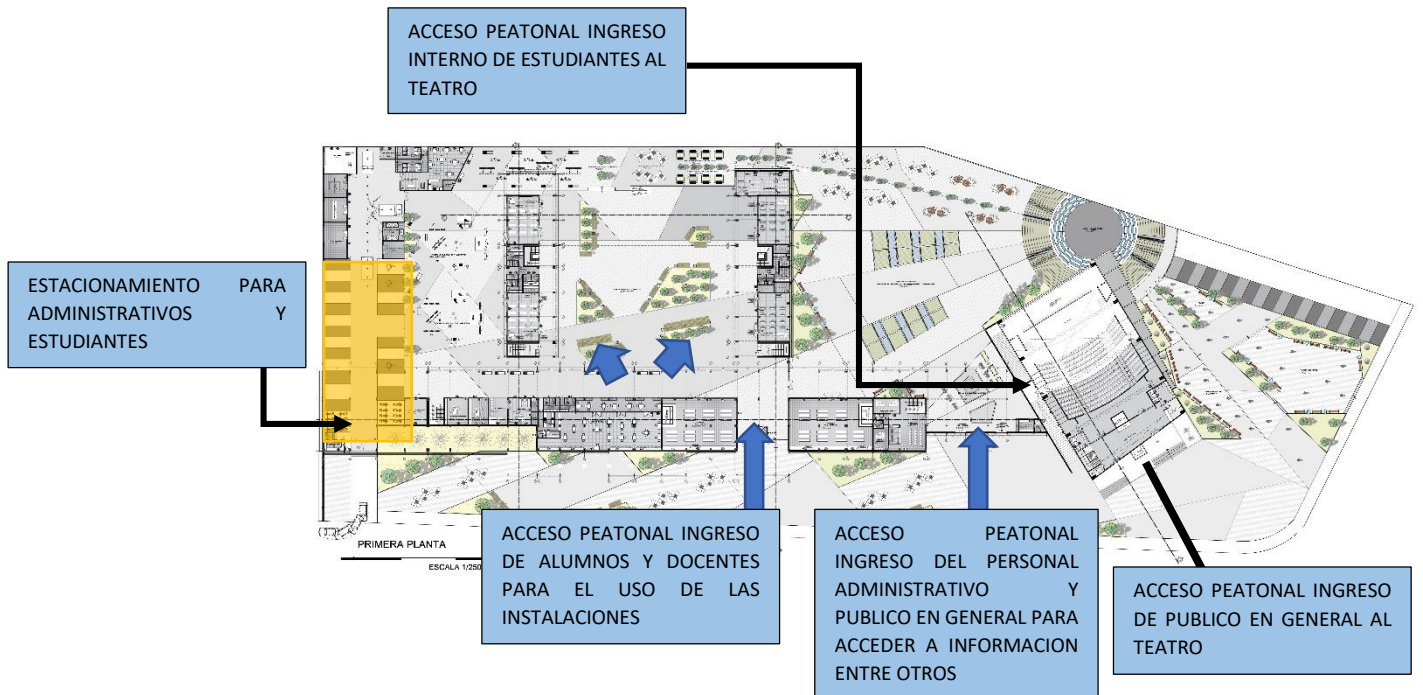 ACCESO PEATONAL INGRESO
INTERNO DE ESTUDIANTES AL
TEATRO
ESTACIONAMIENTO PARA
ADMINISTRATIVOS Y
ESTUDIANTES
PRIMERA PLANTA
ESCALA 1/250
ACCESO PEATONAL INGRESO
DE ALUMNOS Y DOCENTES
PARA EL USO DE LAS
INSTALACIONES
ACCESO PEATONAL
INGRESO DEL PERSONAL
ADMINISTRATIVO Y
PUBLICO EN GENERAL PARA
ACCEDER A INFORMACION
ENTRE OTROS
ACCESO PEATONAL INGRESO
DE PUBLICO EN GENERAL AL
TEATRO